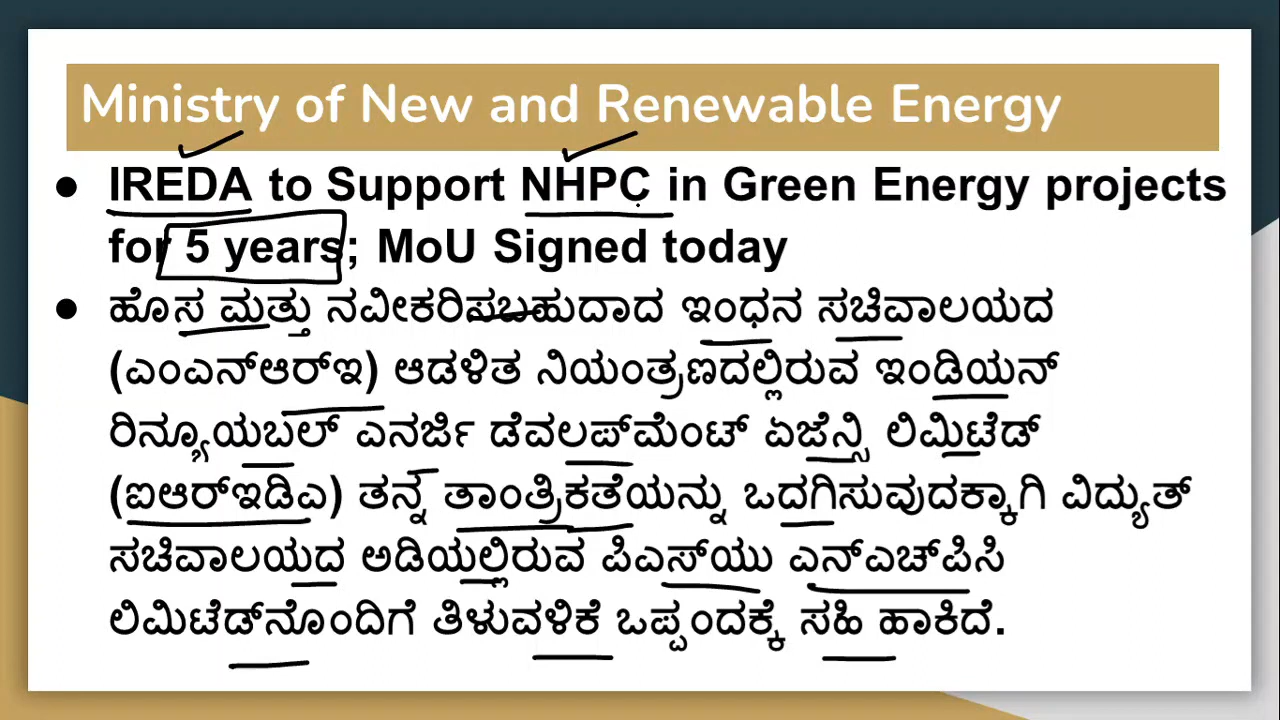 Ministry of New and Renewable Energy
● IREDA to Support NHPC in Green Energy projects
for 5 years; MoU Signed today
● ಹೊಸ ಮತ್ತು ನವೀಕರಿಸಬಹುದಾದ ಇಂಧನ ಸಚಿವಾಲಯದ
(ಎಂಎನ್‌ಆರ್‌ಇ) ಆಡಳಿತ ನಿಯಂತ್ರಣದಲ್ಲಿರುವ ಇಂಡಿಯನ್
ರಿನ್ಯೂಯಬಲ್ ಎನರ್ಜಿ ಡೆವಲಪ್‌ಮೆಂಟ್ ಏಜೆನ್ಸಿ ಲಿಮಿಟೆಡ್
(ಐಆರ್‌ಇಡಿಎ) ತನ್ನ ತಾಂತ್ರಿಕತೆಯನ್ನು ಒದಗಿಸುವುದಕ್ಕಾಗಿ ವಿದ್ಯುತ್
ಸಚಿವಾಲಯದ ಅಡಿಯಲ್ಲಿರುವ ಪಿಎಸ್‌ಯು ಎನ್‌ಎಚ್‌ಪಿಸಿ
ಲಿಮಿಟೆಡ್‌ನೊಂದಿಗೆ ತಿಳುವಳಿಕೆ ಒಪ್ಪಂದಕ್ಕೆ ಸಹಿ ಹಾಕಿದೆ.